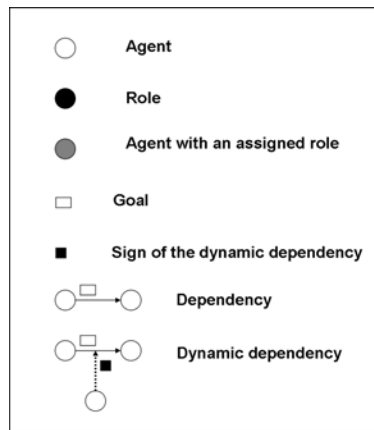 Agent
Role
Agent with an assigned role
Goal
Sign of the dynamic dependency
Dependency
Dynamic dependency